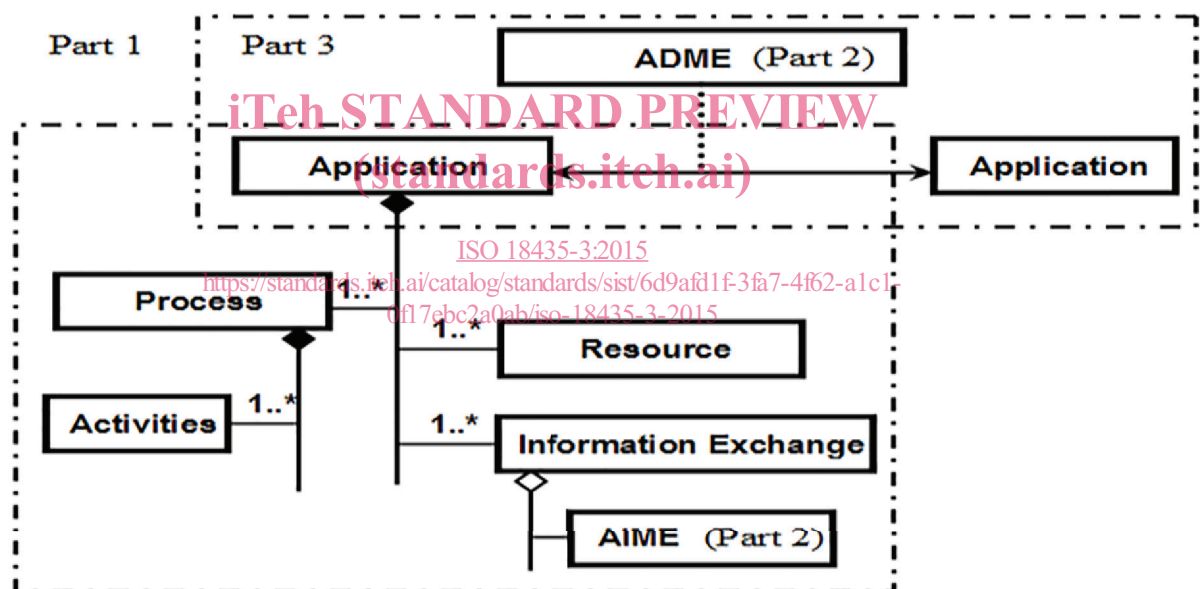 Part 1
Part 3
ADME (Part 2)
iTeh STANDARD PREVIEW
(standards.iteh.ai)
Application
Application
ISO 18435-3:2015
https://standards.iteh.ai/catalog/standards/sist/6d9afd1f-3fa7-4f62-a1c1-
0f17ebc2a0ab/iso-18435-3-2015
Process
1..*
1..*
Resource
Activities
1..*
1..*
Information Exchange
AIME (Part 2)